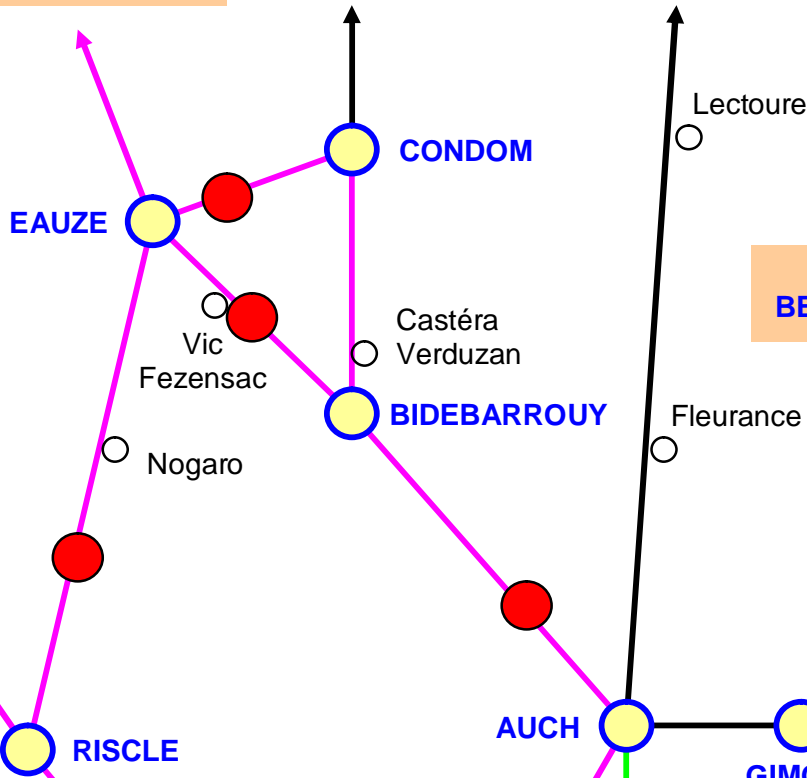 Lectoure
CONDOM
EAUZE
Castéra
Verduzan
Vic
Fezensac
BIDEBARROUY
Fleurance
Nogaro
AUCH
RISCLE